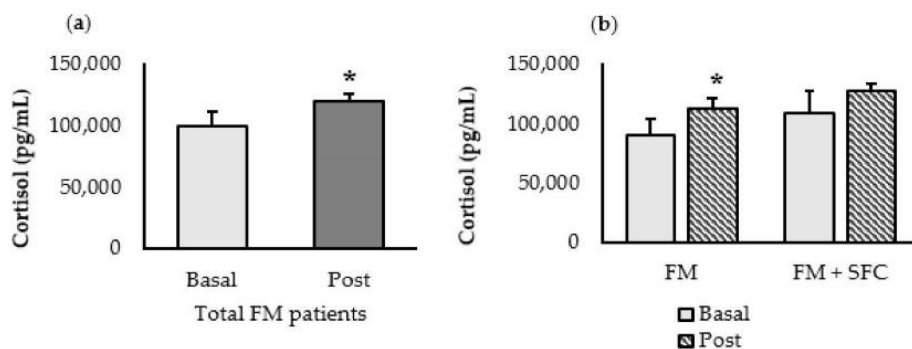 (a)
Cortisol (pg/mL)
150,000
100,000
50,000
0
*
Basal Post
Total FM patients
(b)
Cortisol (pg/mL)
150,000
100,000
50,000
0
*
FM FM + SFC
Basal
Post